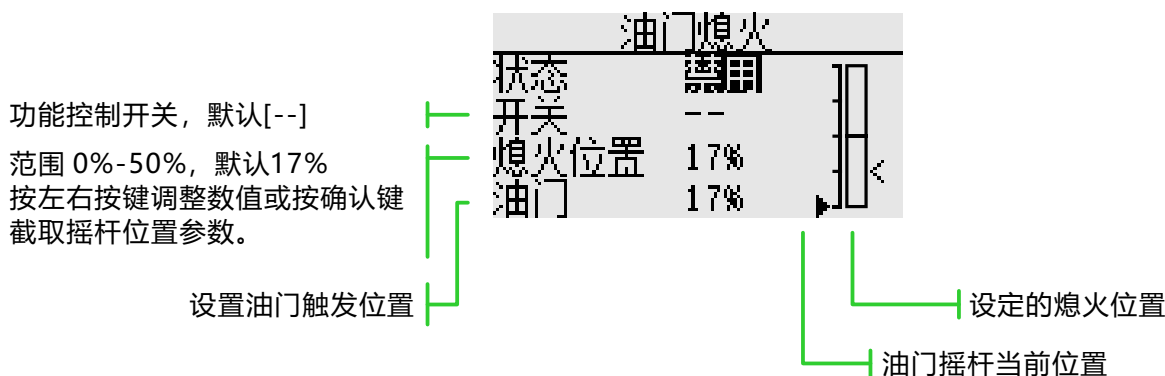 油门熄火
状态 禁用
开关 --
熄火位置 17%
油门 17%
<
功能控制开关，默认[--]
范围 0%-50%，默认17%
按左右按键调整数值或按确认键
截取摇杆位置参数。
设置油门触发位置
设定的熄火位置
油门摇杆当前位置